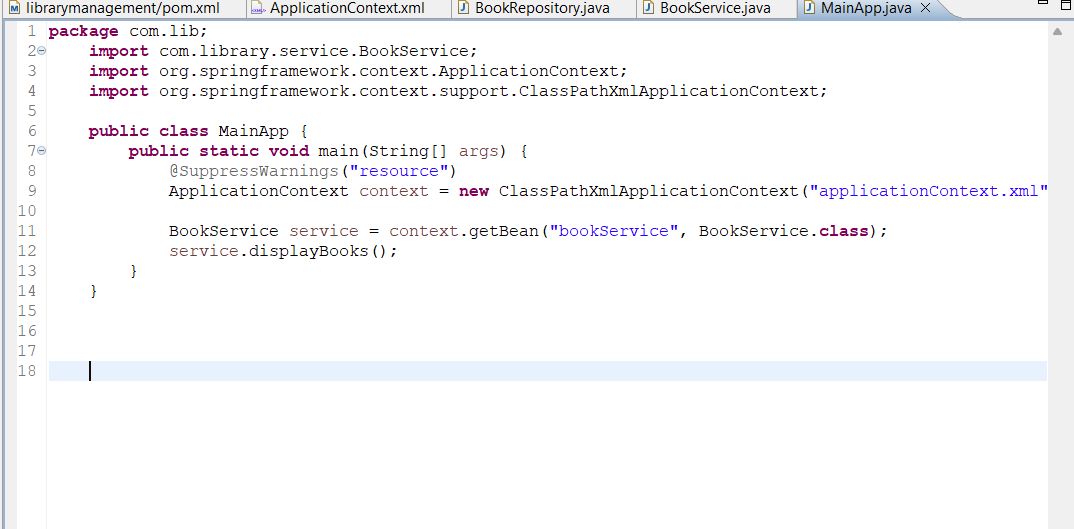 librarymanagement/pom.xml ApplicationContext.xml BookRepository.java BookService.java MainApp.java
1 package com.lib;
2 import com.library.service.BookService;
3 import org.springframework.context.ApplicationContext;
4 import org.springframework.context.support.ClassPathXmlApplicationContext;
5
6 public class MainApp {
7 public static void main(String[] args) {
8 @SuppressWarnings("resource")
9 ApplicationContext context = new ClassPathXmlApplicationContext("applicationContext.xml"
10
11 BookService service = context.getBean("bookService", BookService.class);
12 service.displayBooks();
13 }
14 }
15
16
17
18